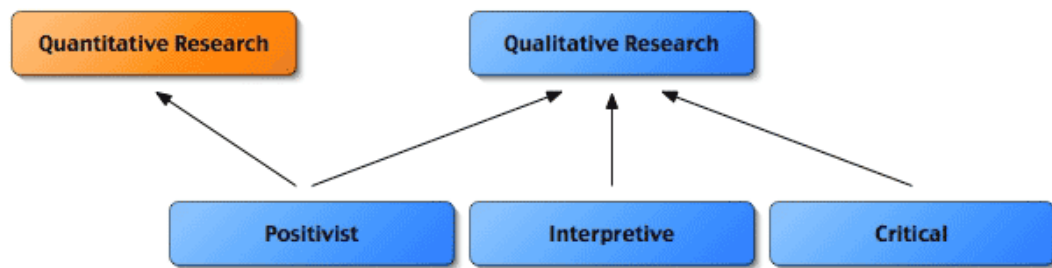 Quantitative Research
Qualitative Research
Positivist
Interpretive
Critical